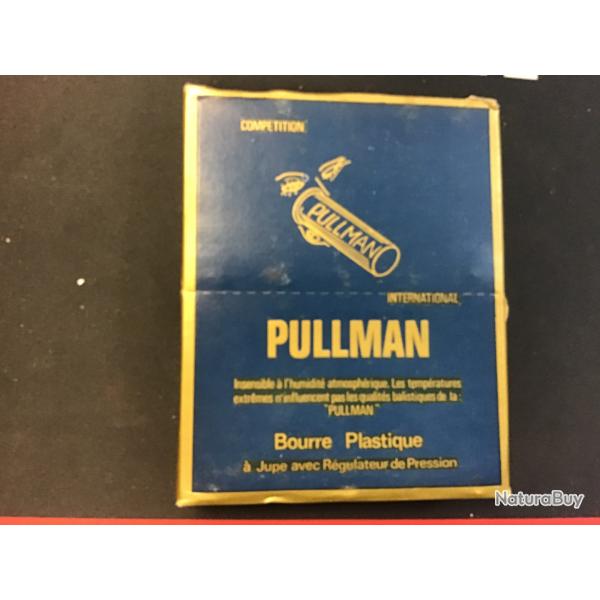 COMPETITION
PULLMAN
INTERNATIONAL
PULLMAN
Insensible à l'humidité atmosphérique. Les températures
extrêmes n'influencent pas les qualités balistiques de la :
"PULLMAN"
Bourre Plastique
à Jupe avec Régulateur de Pression
NaturaBuy